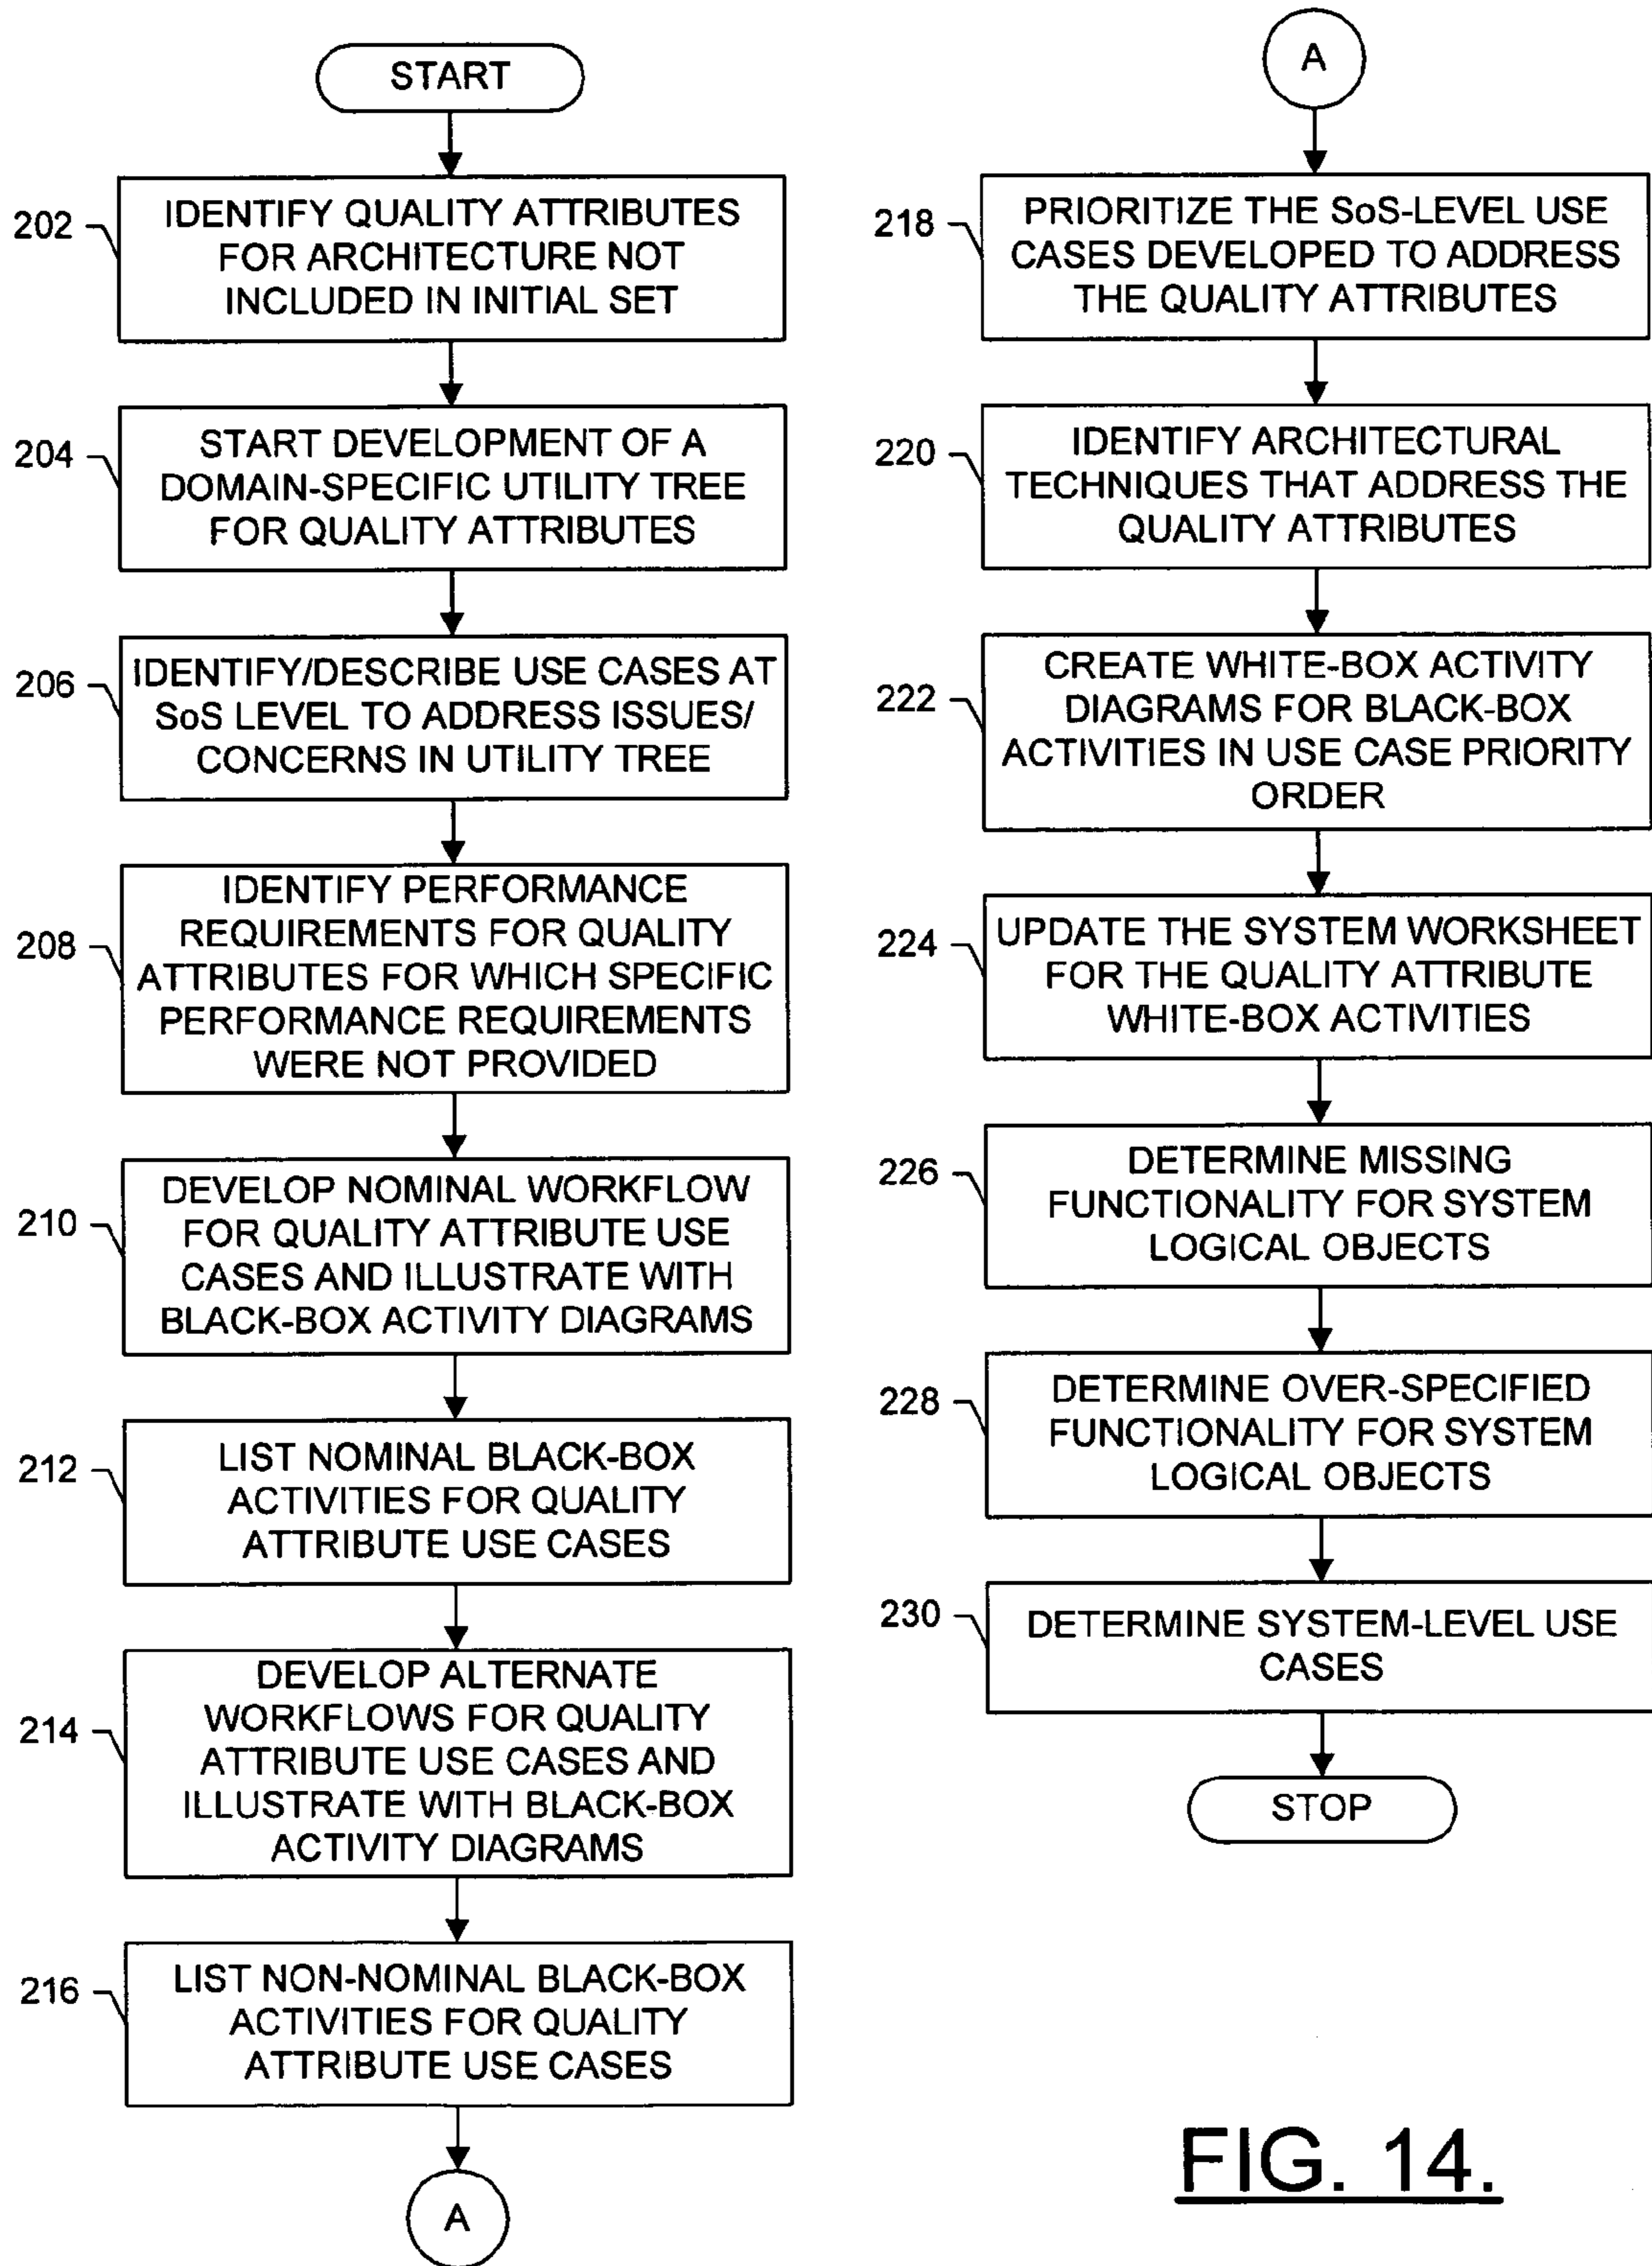 START
202
IDENTIFY QUALITY ATTRIBUTES
FOR ARCHITECTURE NOT
INCLUDED IN INITIAL SET
204
START DEVELOPMENT OF A
DOMAIN-SPECIFIC UTILITY TREE
FOR QUALITY ATTRIBUTES
206
IDENTIFY/DESCRIBE USE CASES AT
SoS LEVEL TO ADDRESS ISSUES/
CONCERNS IN UTILITY TREE
208
IDENTIFY PERFORMANCE
REQUIREMENTS FOR QUALITY
ATTRIBUTES FOR WHICH SPECIFIC
PERFORMANCE REQUIREMENTS
WERE NOT PROVIDED
210
DEVELOP NOMINAL WORKFLOW
FOR QUALITY ATTRIBUTE USE
CASES AND ILLUSTRATE WITH
BLACK-BOX ACTIVITY DIAGRAMS
212
LIST NOMINAL BLACK-BOX
ACTIVITIES FOR QUALITY
ATTRIBUTE USE CASES
214
DEVELOP ALTERNATE
WORKFLOWS FOR QUALITY
ATTRIBUTE USE CASES AND
ILLUSTRATE WITH BLACK-BOX
ACTIVITY DIAGRAMS
216
LIST NON-NOMINAL BLACK-BOX
ACTIVITIES FOR QUALITY
ATTRIBUTE USE CASES
A
A
218
PRIORITIZE THE SoS-LEVEL USE
CASES DEVELOPED TO ADDRESS
THE QUALITY ATTRIBUTES
220
IDENTIFY ARCHITECTURAL
TECHNIQUES THAT ADDRESS THE
QUALITY ATTRIBUTES
222
CREATE WHITE-BOX ACTIVITY
DIAGRAMS FOR BLACK-BOX
ACTIVITIES IN USE CASE PRIORITY
ORDER
224
UPDATE THE SYSTEM WORKSHEET
FOR THE QUALITY ATTRIBUTE
WHITE-BOX ACTIVITIES
226
DETERMINE MISSING
FUNCTIONALITY FOR SYSTEM
LOGICAL OBJECTS
228
DETERMINE OVER-SPECIFIED
FUNCTIONALITY FOR SYSTEM
LOGICAL OBJECTS
230
DETERMINE SYSTEM-LEVEL USE
CASES
STOP
FIG. 14.